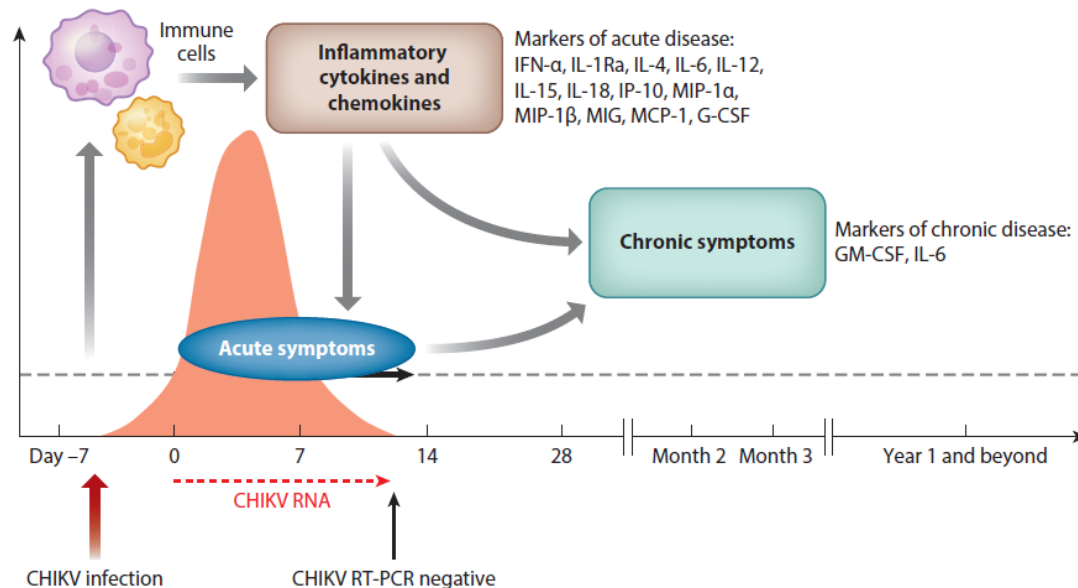 Immune
cells
Inflammatory
cytokines and
chemokines
Markers of acute disease:
IFN-α, IL-1Ra, IL-4, IL-6, IL-12,
IL-15, IL-18, IP-10, MIP-1α,
MIP-1β, MIG, MCP-1, G-CSF
Chronic symptoms
Markers of chronic disease:
GM-CSF, IL-6
Acute symptoms
Day –7
0
7
14
28
Month 2
Month 3
Year 1 and beyond
CHIKV RNA
CHIKV infection
CHIKV RT-PCR negative